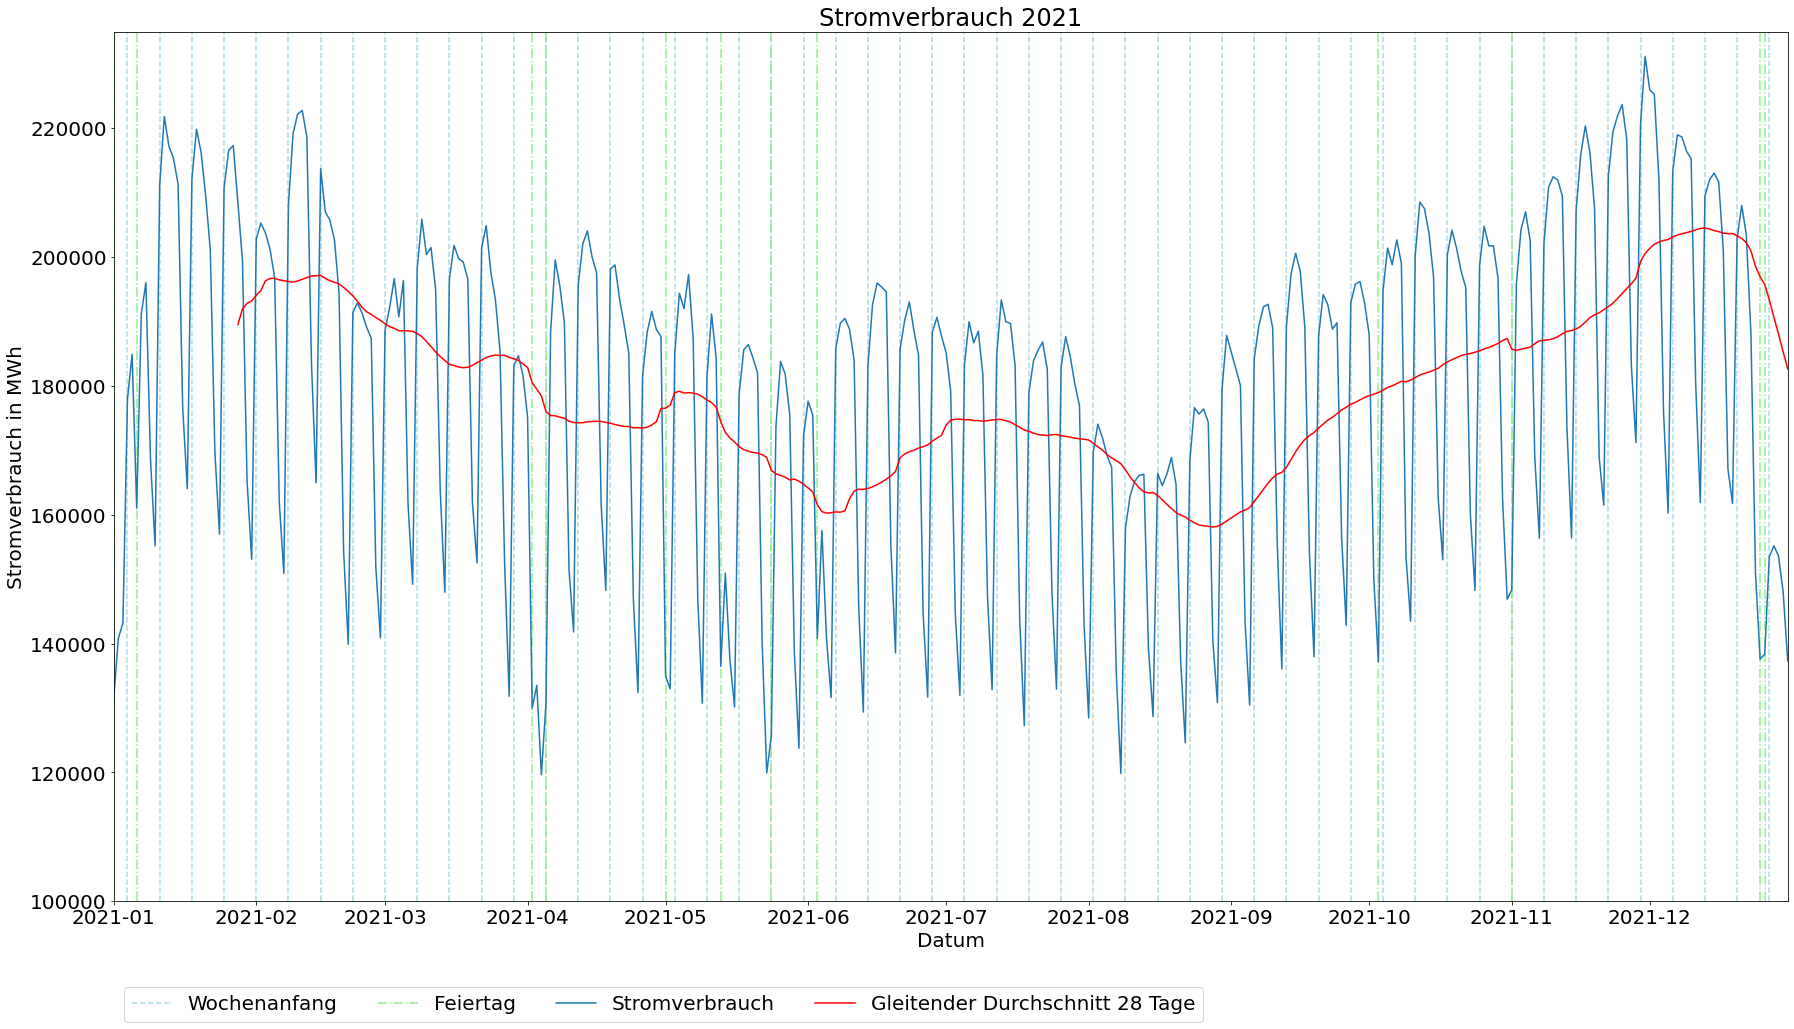 Stromverbrauch 2021
Stromverbrauch in MWh
220000
200000
180000
160000
140000
120000
100000
2021-01 2021-02 2021-03 2021-04 2021-05 2021-06 2021-07 2021-08 2021-09 2021-10 2021-11 2021-12
Datum
Wochenanfang Feiertag Stromverbrauch Gleitender Durchschnitt 28 Tage